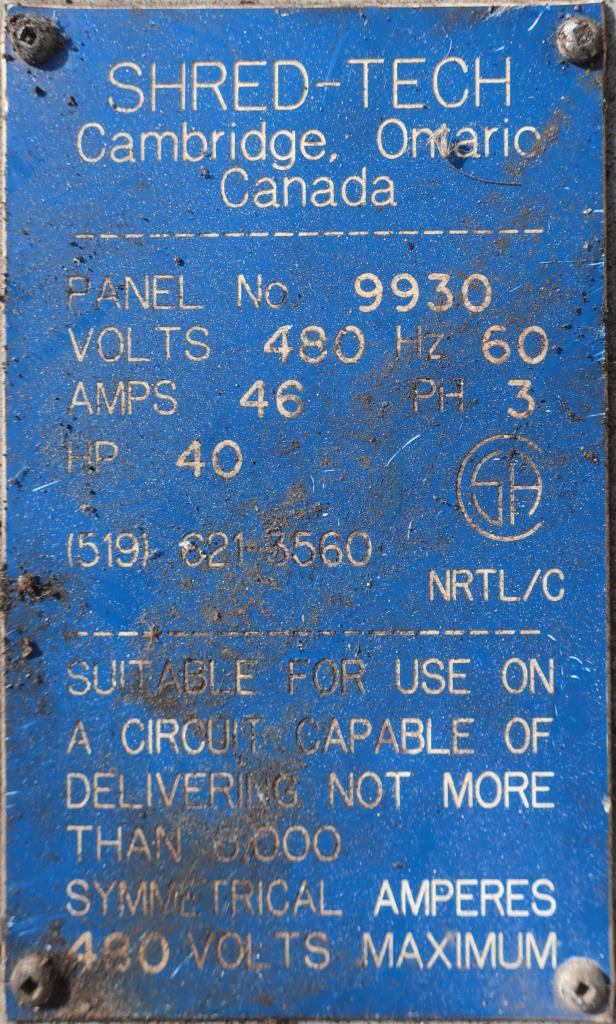 SHRED-TECH
Cambridge, Ontario
Canada
PANEL No. 9930
VOLTS 480 Hz 60
AMPS 46 PH 3
HP 40
(519) 621-3560
NRTL/C
SUITABLE FOR USE ON
A CIRCUIT CAPABLE OF
DELIVERING NOT MORE
THAN
SYMMETRICAL AMPERES
480 VOLTS MAXIMUM